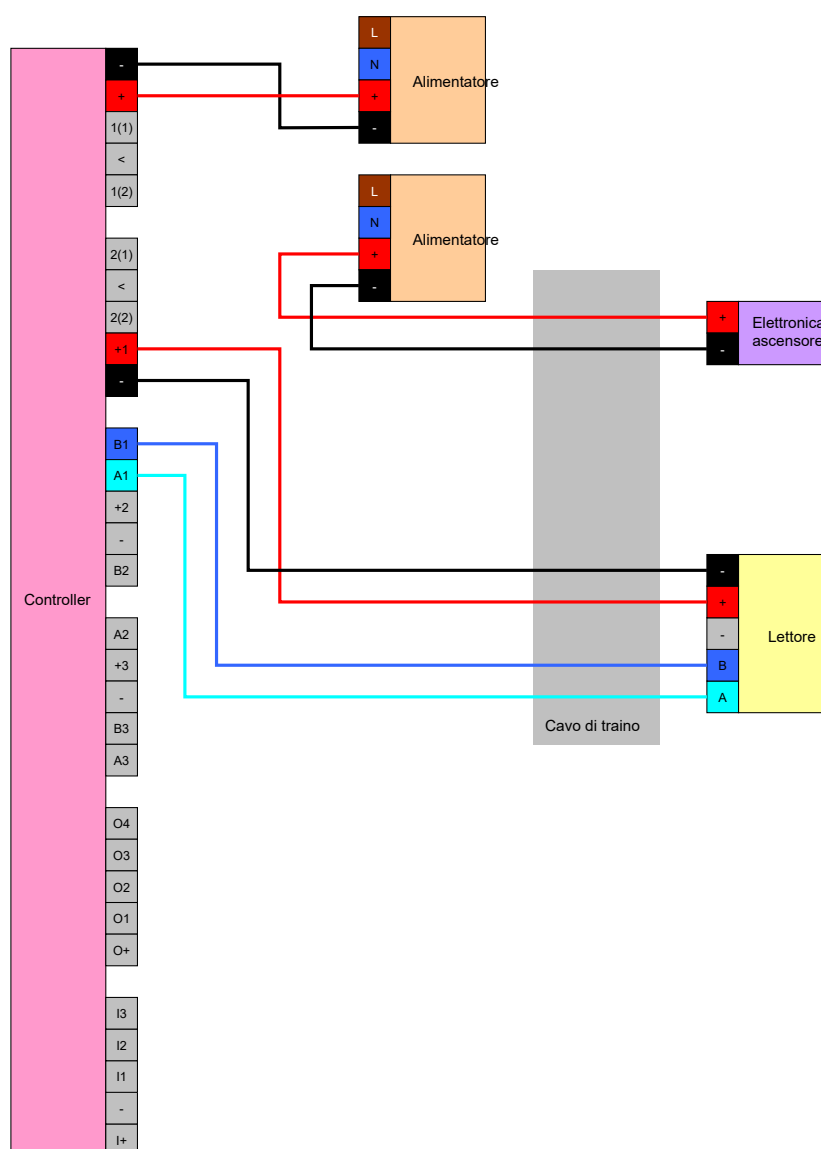 L
N
+
-
Alimentatore
-
+
1(1)
<
1(2)
L
N
+
-
Alimentatore
2(1)
<
2(2)
+1
-
+
-
Elettronica
ascensore
B1
A1
+2
-
B2
Controller
-
+
-
B
A
Lettore
A2
+3
-
B3
A3
Cavo di traino
O4
O3
O2
O1
O+
I3
I2
I1
-
I+